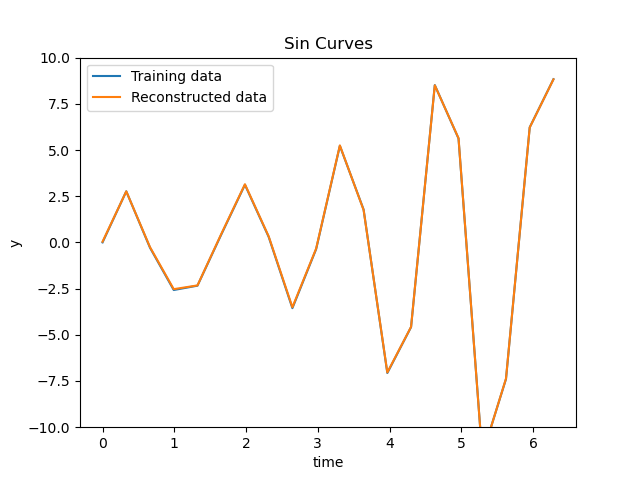 Sin Curves
Training data
Reconstructed data
10.0
7.5
5.0
2.5
0.0
−2.5
−5.0
−7.5
−10.0
y
0 1 2 3 4 5 6
time